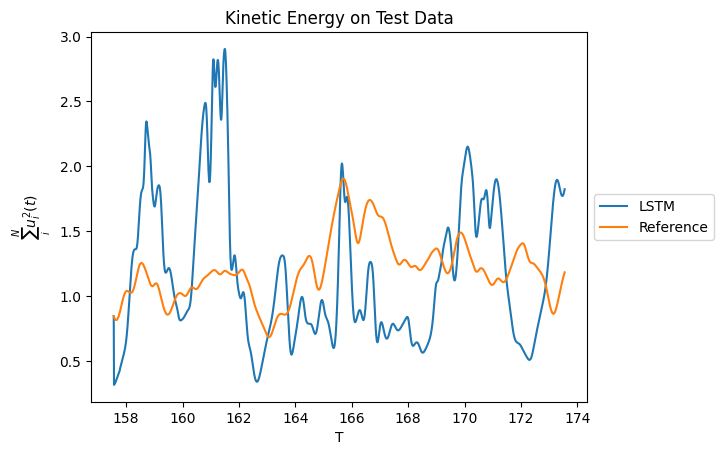 Kinetic Energy on Test Data
3.0
2.5
2.0
1.5
1.0
0.5
$\sum_{i}^{N} u_i^2(t)$
158 160 162 164 166 168 170 172 174
T
LSTM
Reference